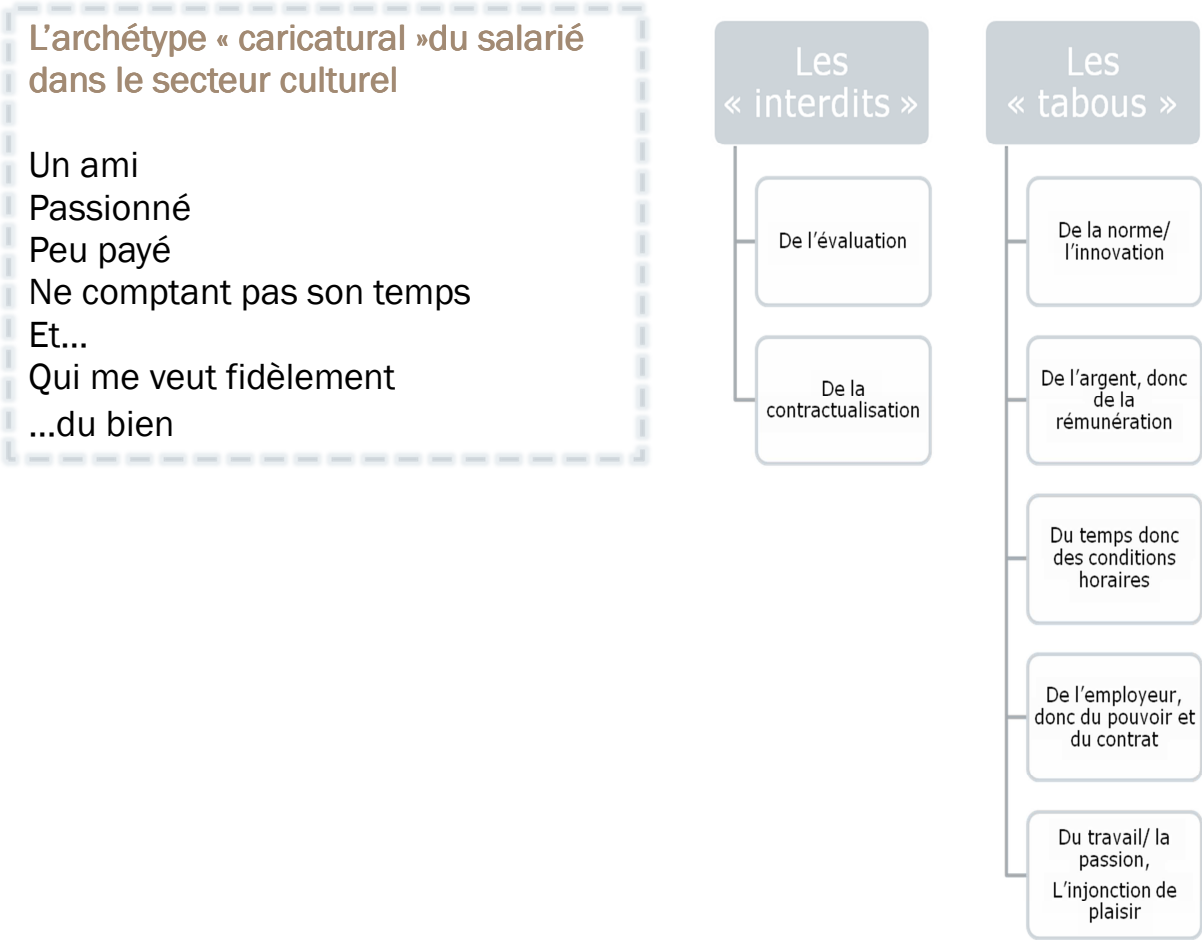 L’archétype « caricatural »du salarié
dans le secteur culturel
Un ami
Passionné
Peu payé
Ne comptant pas son temps
Et…
Qui me veut fidèlement
…du bien
Les
« interdits »
De l’évaluation
De la
contractualisation
Les
« tabous »
De la norme/
l’innovation
De l’argent, donc
de la
rémunération
Du temps donc
des conditions
horaires
De l’employeur,
donc du pouvoir et
du contrat
Du travail/ la
passion,
L’injonction de
plaisir